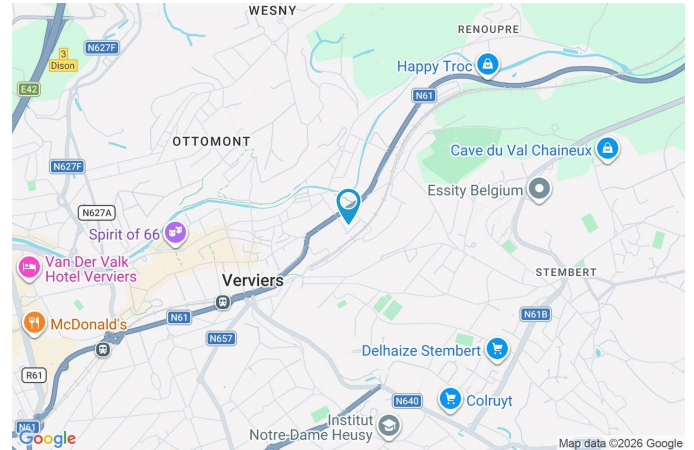 WESNY
RENOUPRE
N627F
3
Dison
Happy Troc
E42
N61
OTTOMONT
Cave du Val Chaineux
N627F
Essity Belgium
N627A
Spirit of 66
Van Der Valk
Hotel Verviers
STEMBERT
Verviers
McDonald's
N61
N61B
N657
Delhaize Stembert
R61
Colruyt
N640
Institut
Notre-Dame Heusy
N61
Google
Map data ©2026 Google